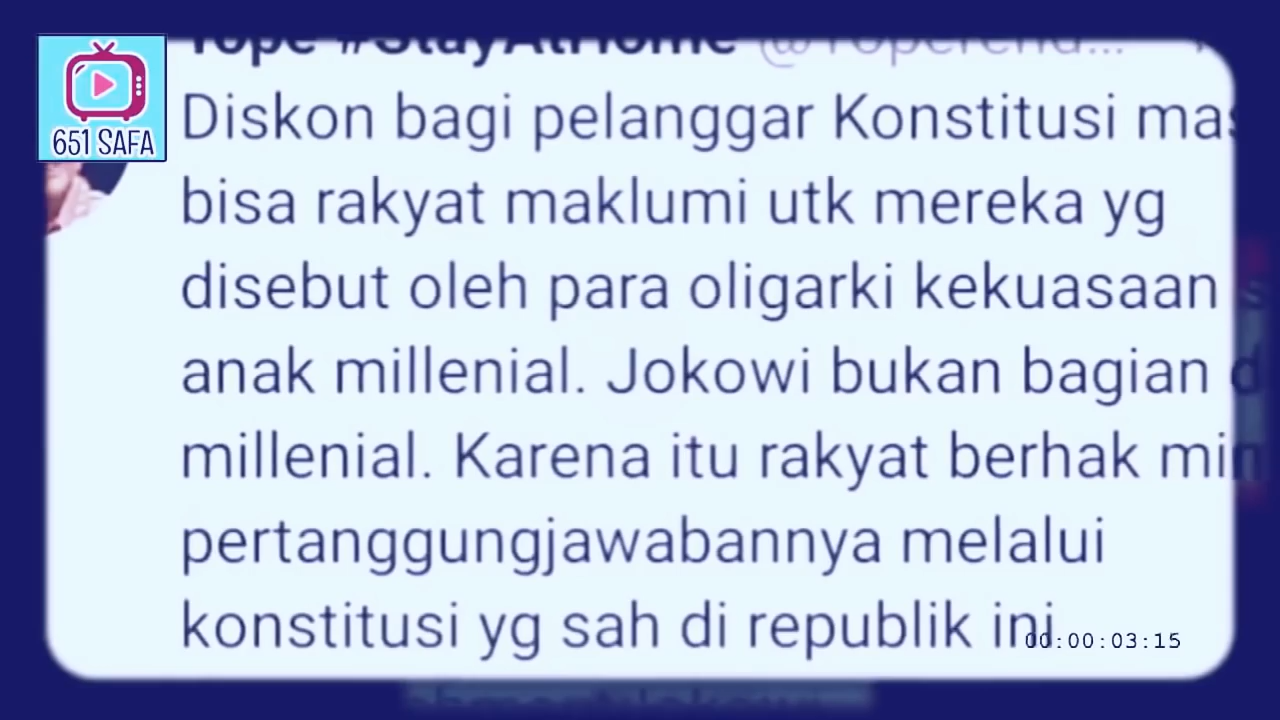 Yope #StayAtHome
651 SAFA
Diskon bagi pelanggar Konstitusi
bisa rakyat maklumi utk mereka yg
disebut oleh para oligarki kekuasaan
anak millenial. Jokowi bukan bagian
millenial. Karena itu rakyat berhak
pertanggungjawabannya melalui
konstitusi yg sah di republik ini
00:00:03:15